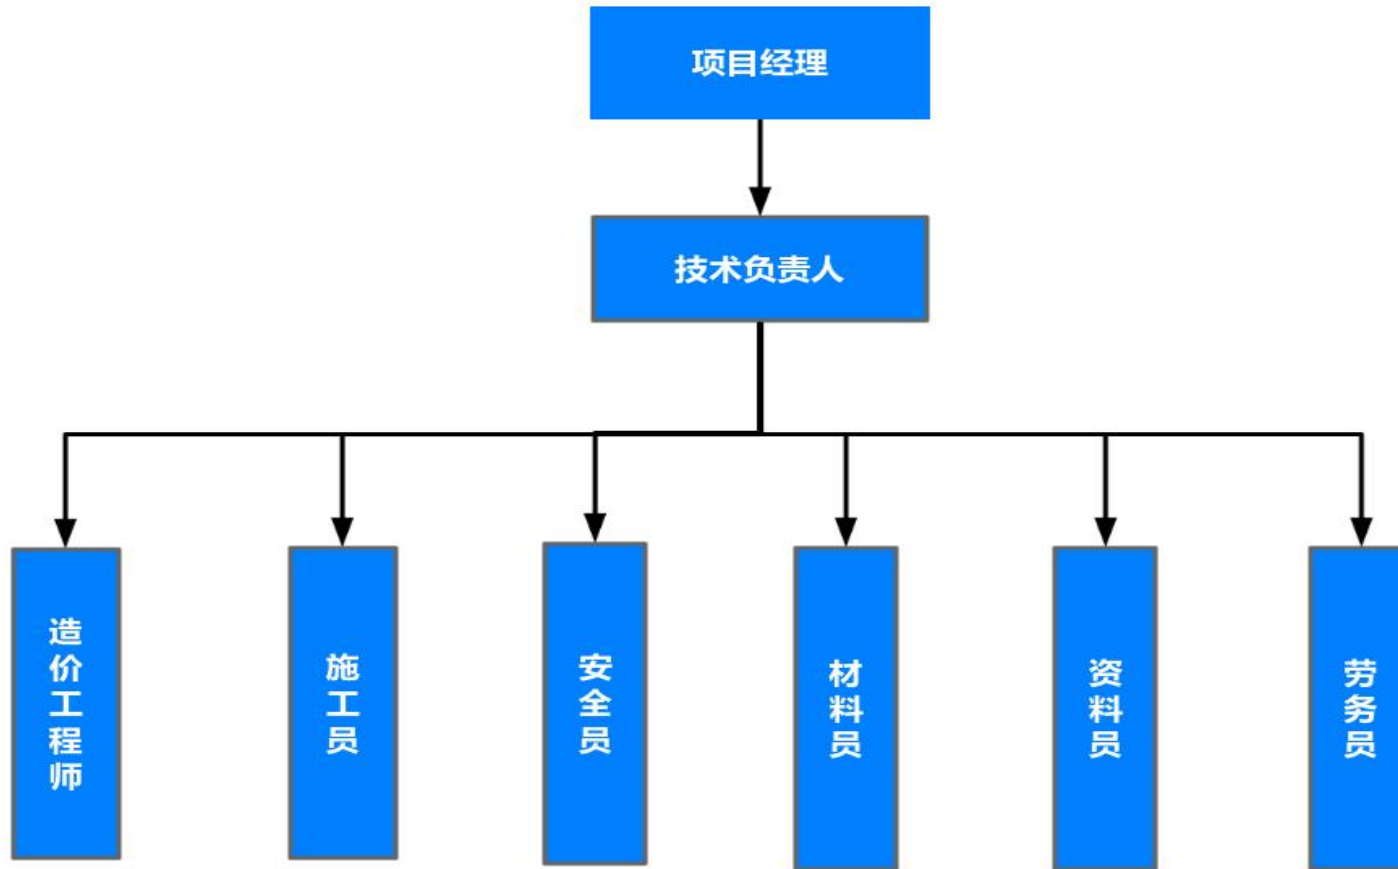 项目经理
技术负责人
造价工程师
施工员
安全员
材料员
资料员
劳务员